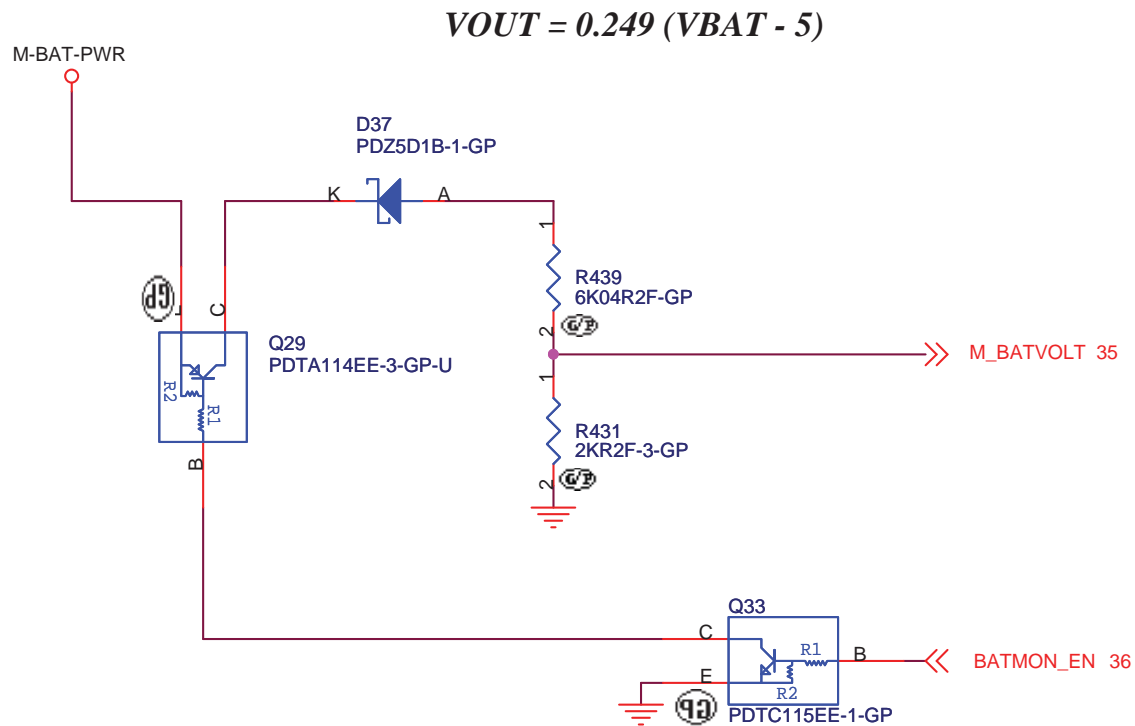 VOUT = 0.249 (VBAT - 5)
M-BAT-PWR
D37
PDZ5D1B-1-GP
K
A
1
R439
6K04R2F-GP
2
G/P
GP
C
Q29
PDTA114EE-3-GP-U
R2
R1
B
M_BATVOLT 35
1
R431
2KR2F-3-GP
2
G/P
Q33
C
R1
B
BATMON_EN 36
E
R2
GP
PDTC115EE-1-GP